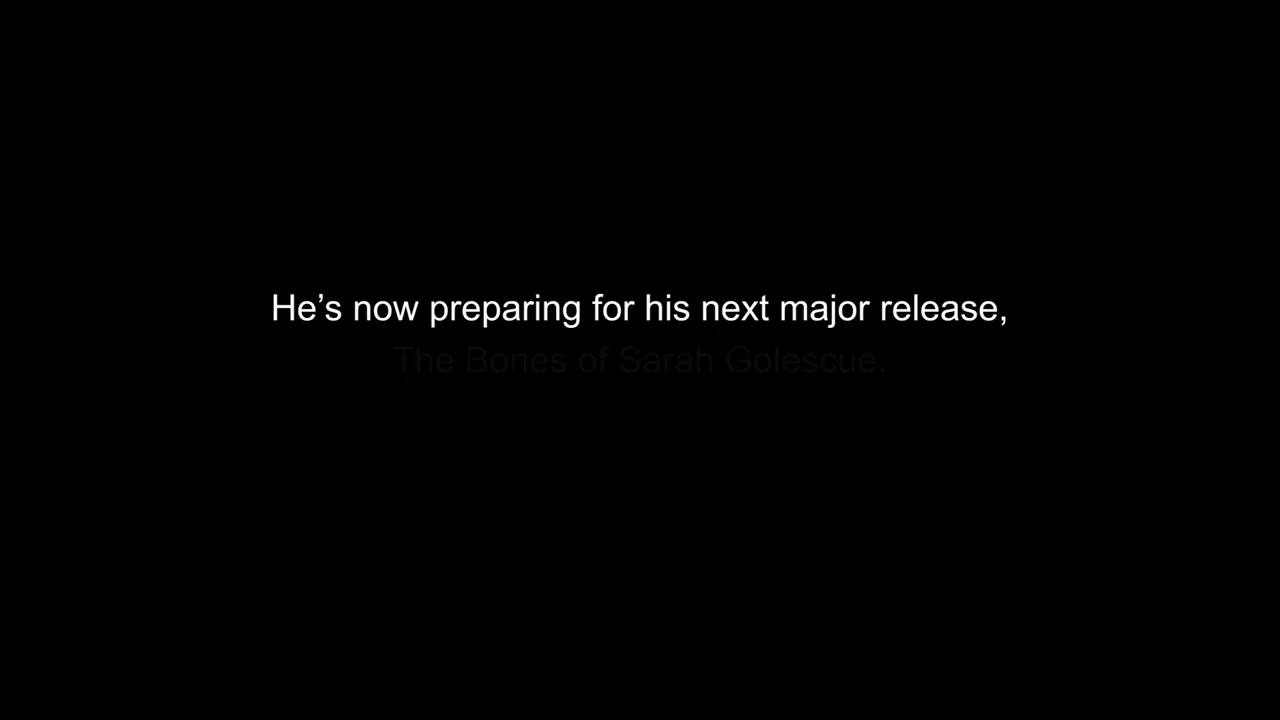 He’s now preparing for his next major release,
The Bones of Sarah Golescue.